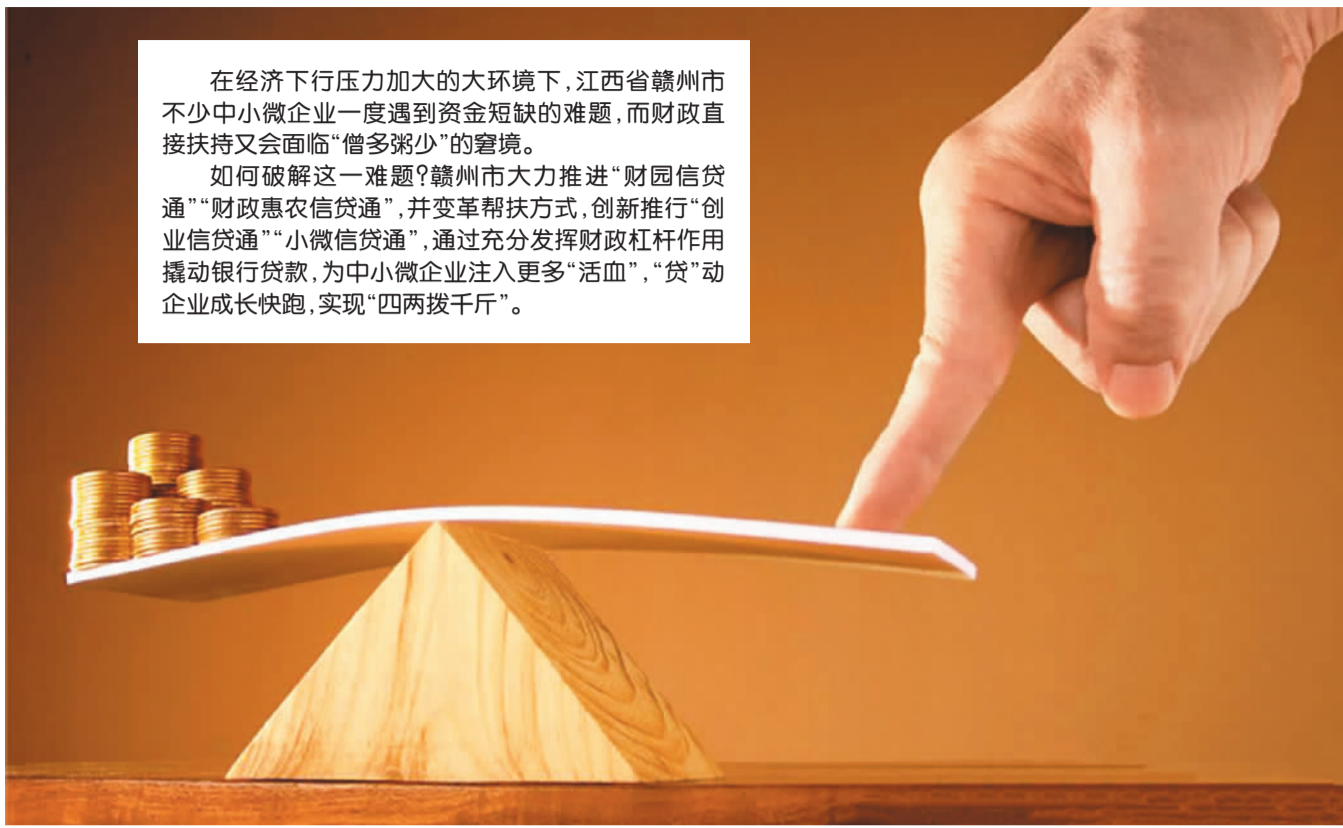 在经济下行压力加大的大环境下，江西省赣州市
不少中小微企业一度遇到资金短缺的难题，而财政直
接扶持又会面临“僧多粥少”的窘境。
如何破解这一难题？赣州市大力推进“财园信贷
通”“财政惠农信贷通”，并变革帮扶方式，创新推行“创
业信贷通”“小微信贷通”，通过充分发挥财政杠杆作用
撬动银行贷款，为中小微企业注入更多“活血”，“贷”动
企业成长快跑，实现“四两拨千斤”。